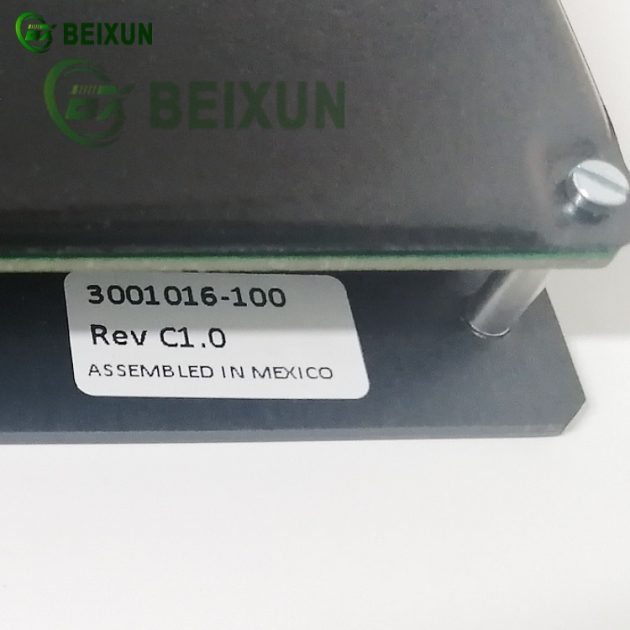 BEIXUN
BEIXUN
3001016-100
Rev C1.0
ASSEMBLED IN MEXICO